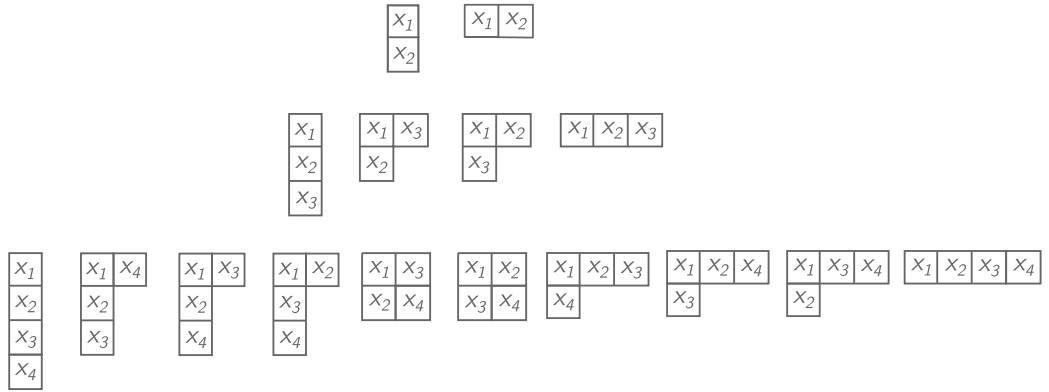 x₁ x₁ x₂
x₂
x₁ x₁ x₃ x₁ x₂ x₁ x₂ x₃
x₂ x₂ x₃
x₃
x₁ x₁ x₄ x₁ x₃ x₁ x₂ x₁ x₃ x₁ x₂ x₁ x₂ x₃ x₁ x₂ x₄ x₁ x₃ x₄ x₁ x₂ x₃ x₄
x₂ x₂ x₂ x₃ x₂ x₄ x₃ x₄ x₄ x₃ x₂
x₃ x₃ x₄ x₄
x₄